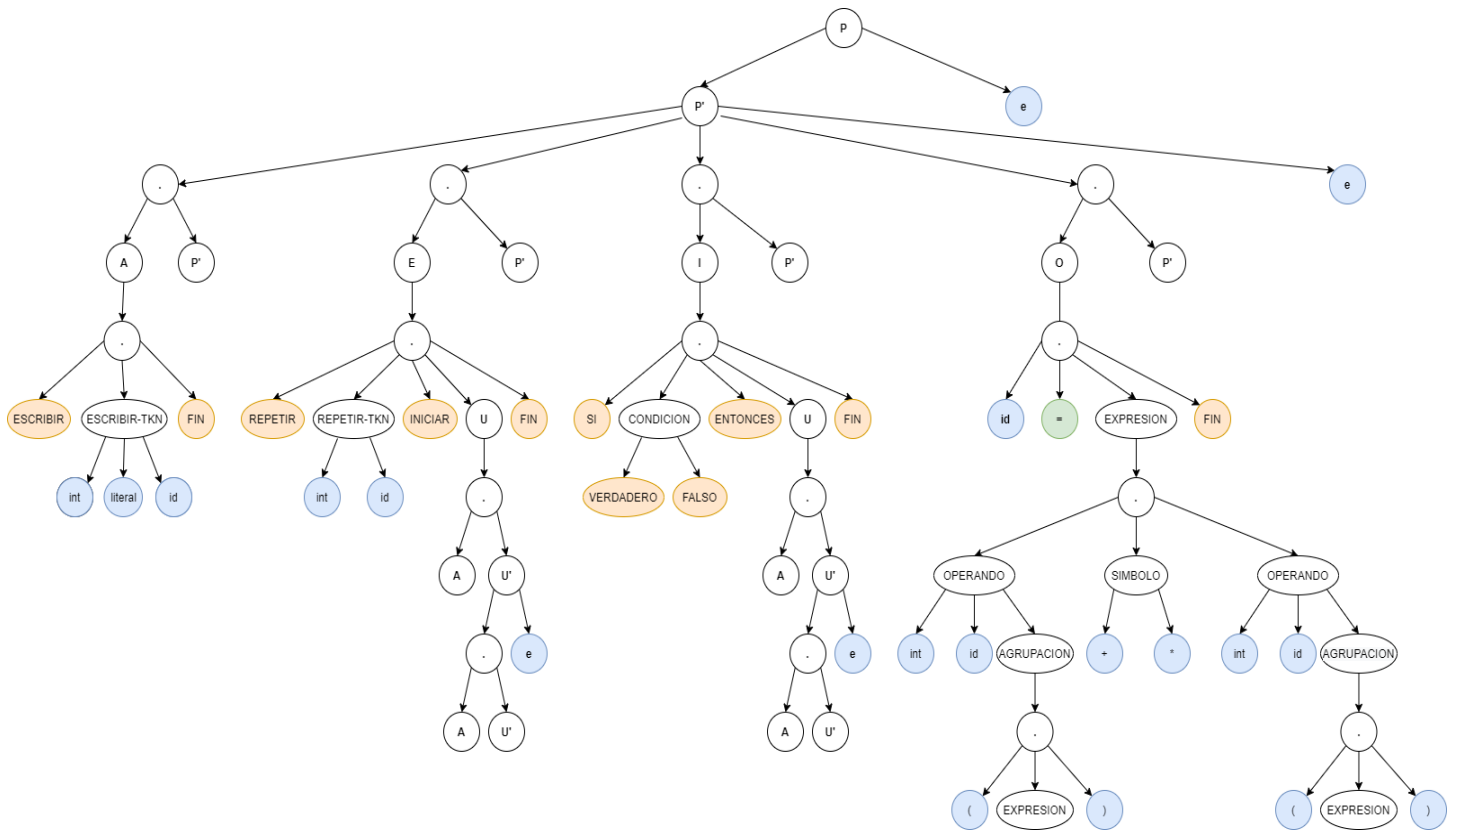 P
P' e
. . . . e
A P' E P' I P' O P'
. . . .
ESCRIBIR ESCRIBIR-TKN FIN REPETIR REPETIR-TKN INICIAR U FIN SI CONDICION ENTONCES U FIN id = EXPRESION FIN
int literal id int id . VERDADERO FALSO . .
A U' A U' OPERANDO SIMBOLO OPERANDO
. e . e int id AGRUPACION + * int id AGRUPACION
A U' A U' . .
( EXPRESION ) ( EXPRESION )